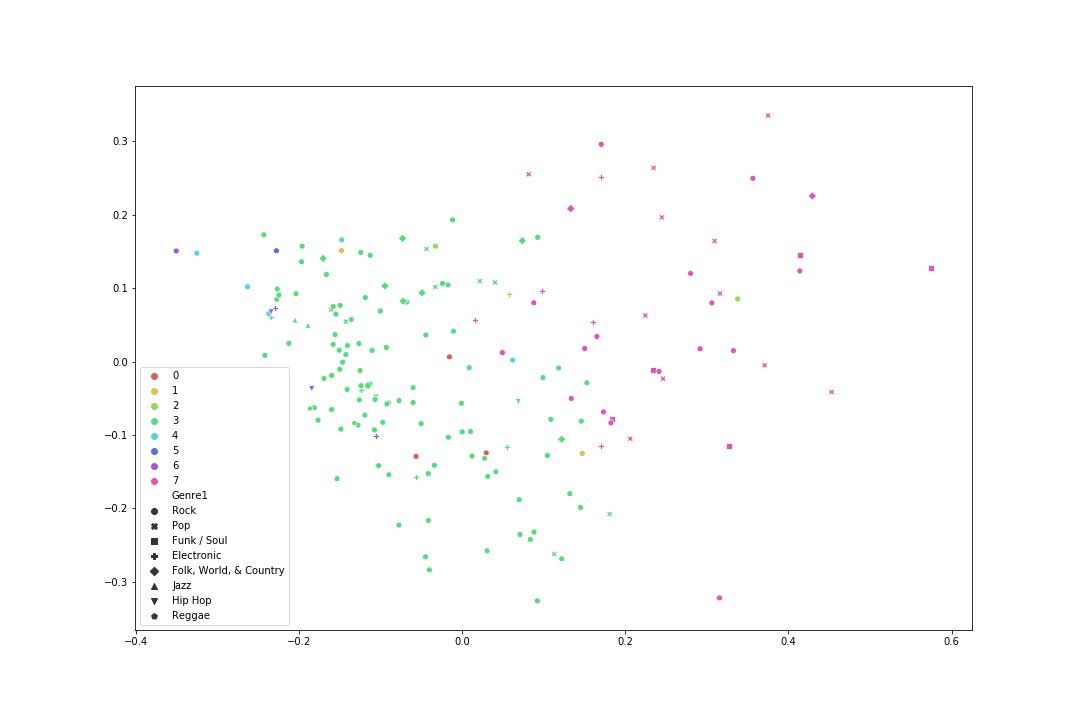 0.3
0.2
0.1
0.0
−0.1
−0.2
−0.3
0
1
2
3
4
5
6
7
Genre1
Rock
Pop
Funk / Soul
Electronic
Folk, World, & Country
Jazz
Hip Hop
Reggae
−0.4 −0.2 0.0 0.2 0.4 0.6